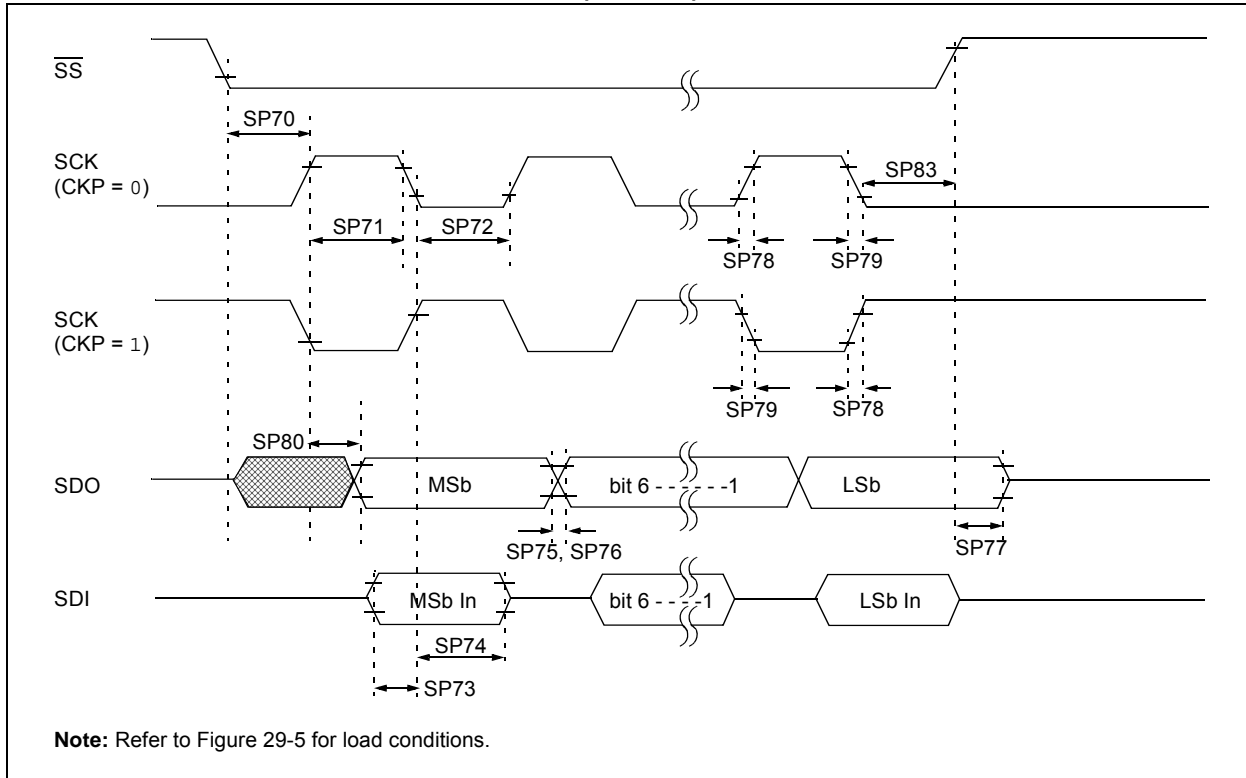 SS
SP70
SCK
(CKP = 0)
SP83
SP71
SP72
SP78
SP79
SCK
(CKP = 1)
SP79
SP78
SP80
SDO
MSb
bit 6 - - - - - -1
LSb
SP75, SP76
SP77
SDI
MSb In
bit 6 - - - -1
LSb In
SP74
SP73
Note: Refer to Figure 29-5 for load conditions.